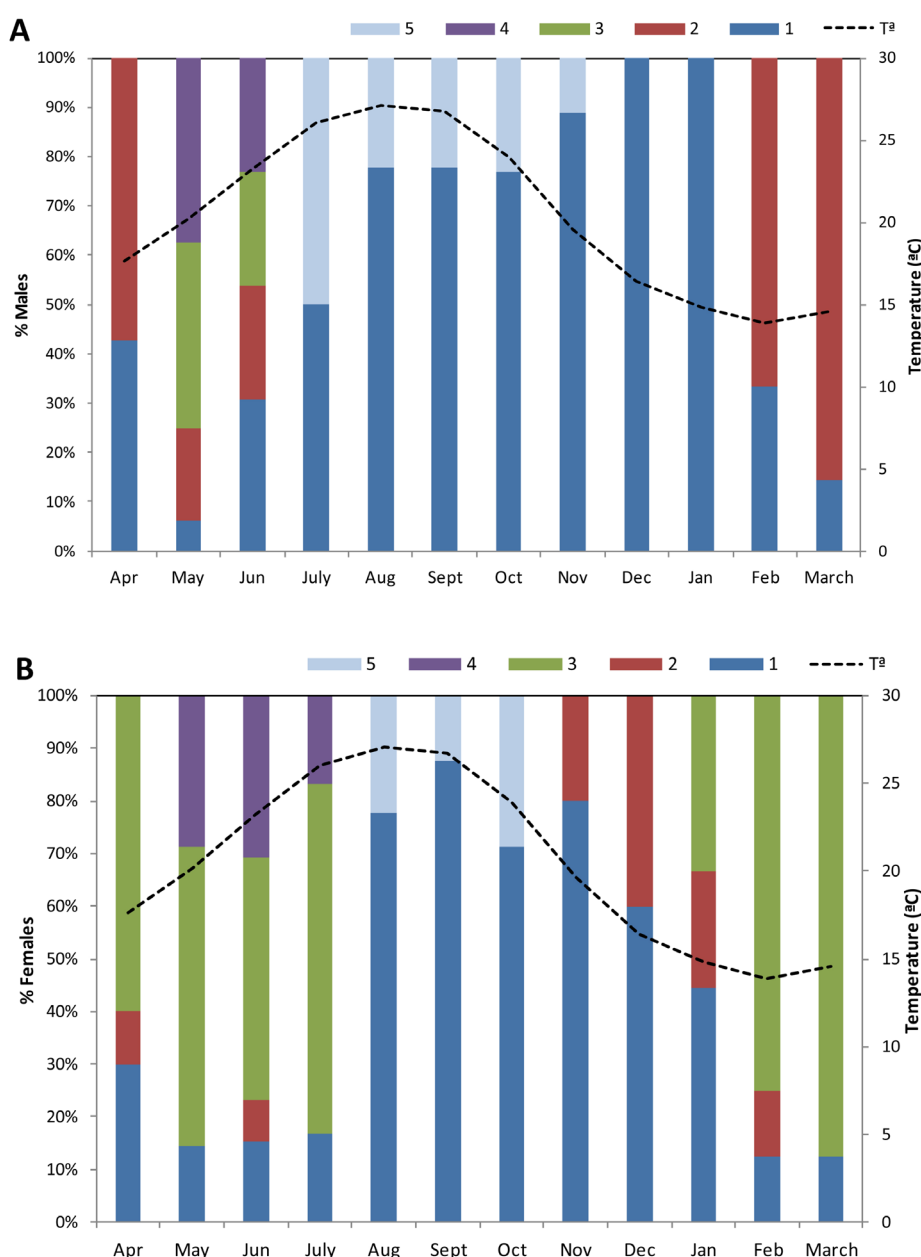 A
5 4 3 2 1 Tª
100% 30
90%
80% 25
70%
20
60%
50% 15
40%
10
30%
20% 5
10%
0% 0
% Males
Temperature (ªC)
Apr May Jun July Aug Sept Oct Nov Dec Jan Feb March
B
5 4 3 2 1 Tª
100% 30
90%
80% 25
70%
20
60%
50% 15
40%
10
30%
20% 5
10%
0% 0
% Females
Temperature (ªC)
Apr May Jun July Aug Sept Oct Nov Dec Jan Feb March